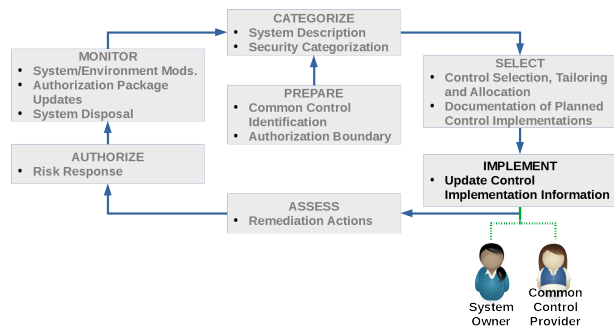 CATEGORIZE
• System Description
• Security Categorization
MONITOR
• System/Environment Mods.
• Authorization Package
Updates
• System Disposal
SELECT
• Control Selection, Tailoring
and Allocation
• Documentation of Planned
Control Implementations
PREPARE
• Common Control
Identification
• Authorization Boundary
AUTHORIZE
• Risk Response
IMPLEMENT
• Update Control
Implementation Information
ASSESS
• Remediation Actions
System
Owner
Common
Control
Provider